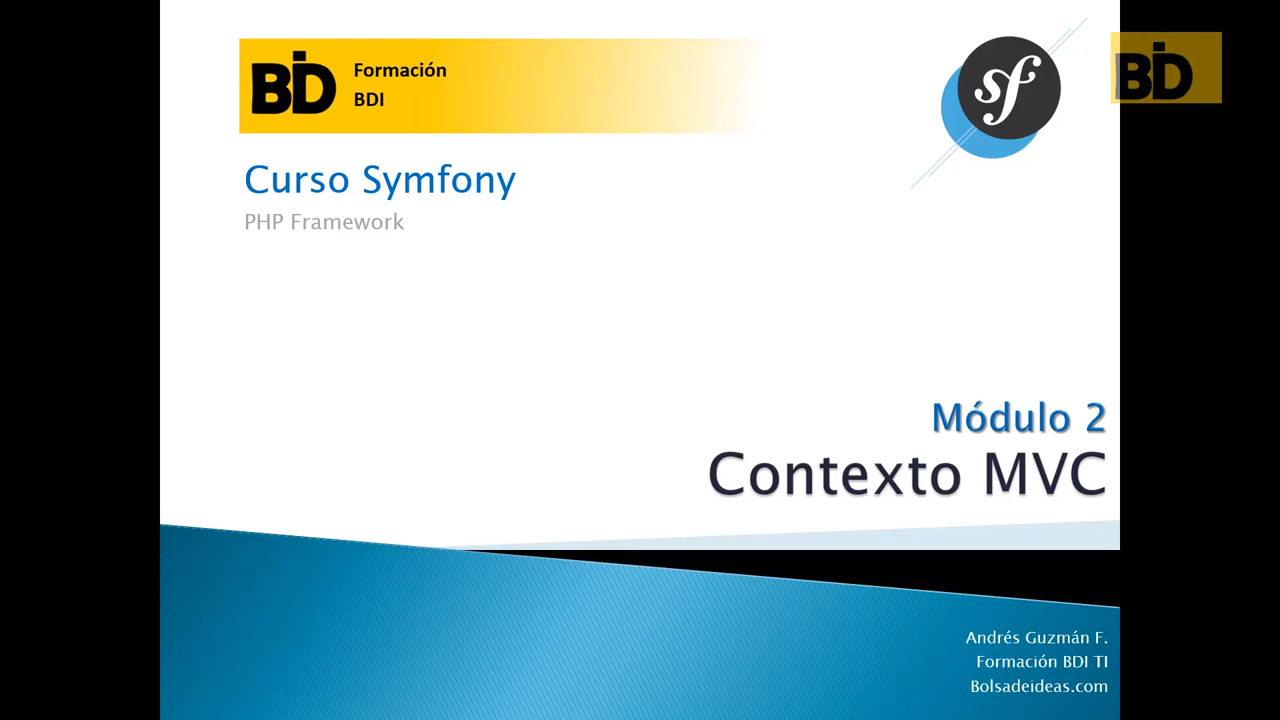 BID
Formación
BDI
sf
BID
Curso Symfony
PHP Framework
Módulo 2
Contexto MVC
Andrés Guzmán F.
Formación BDI TI
Bolsadeideas.com